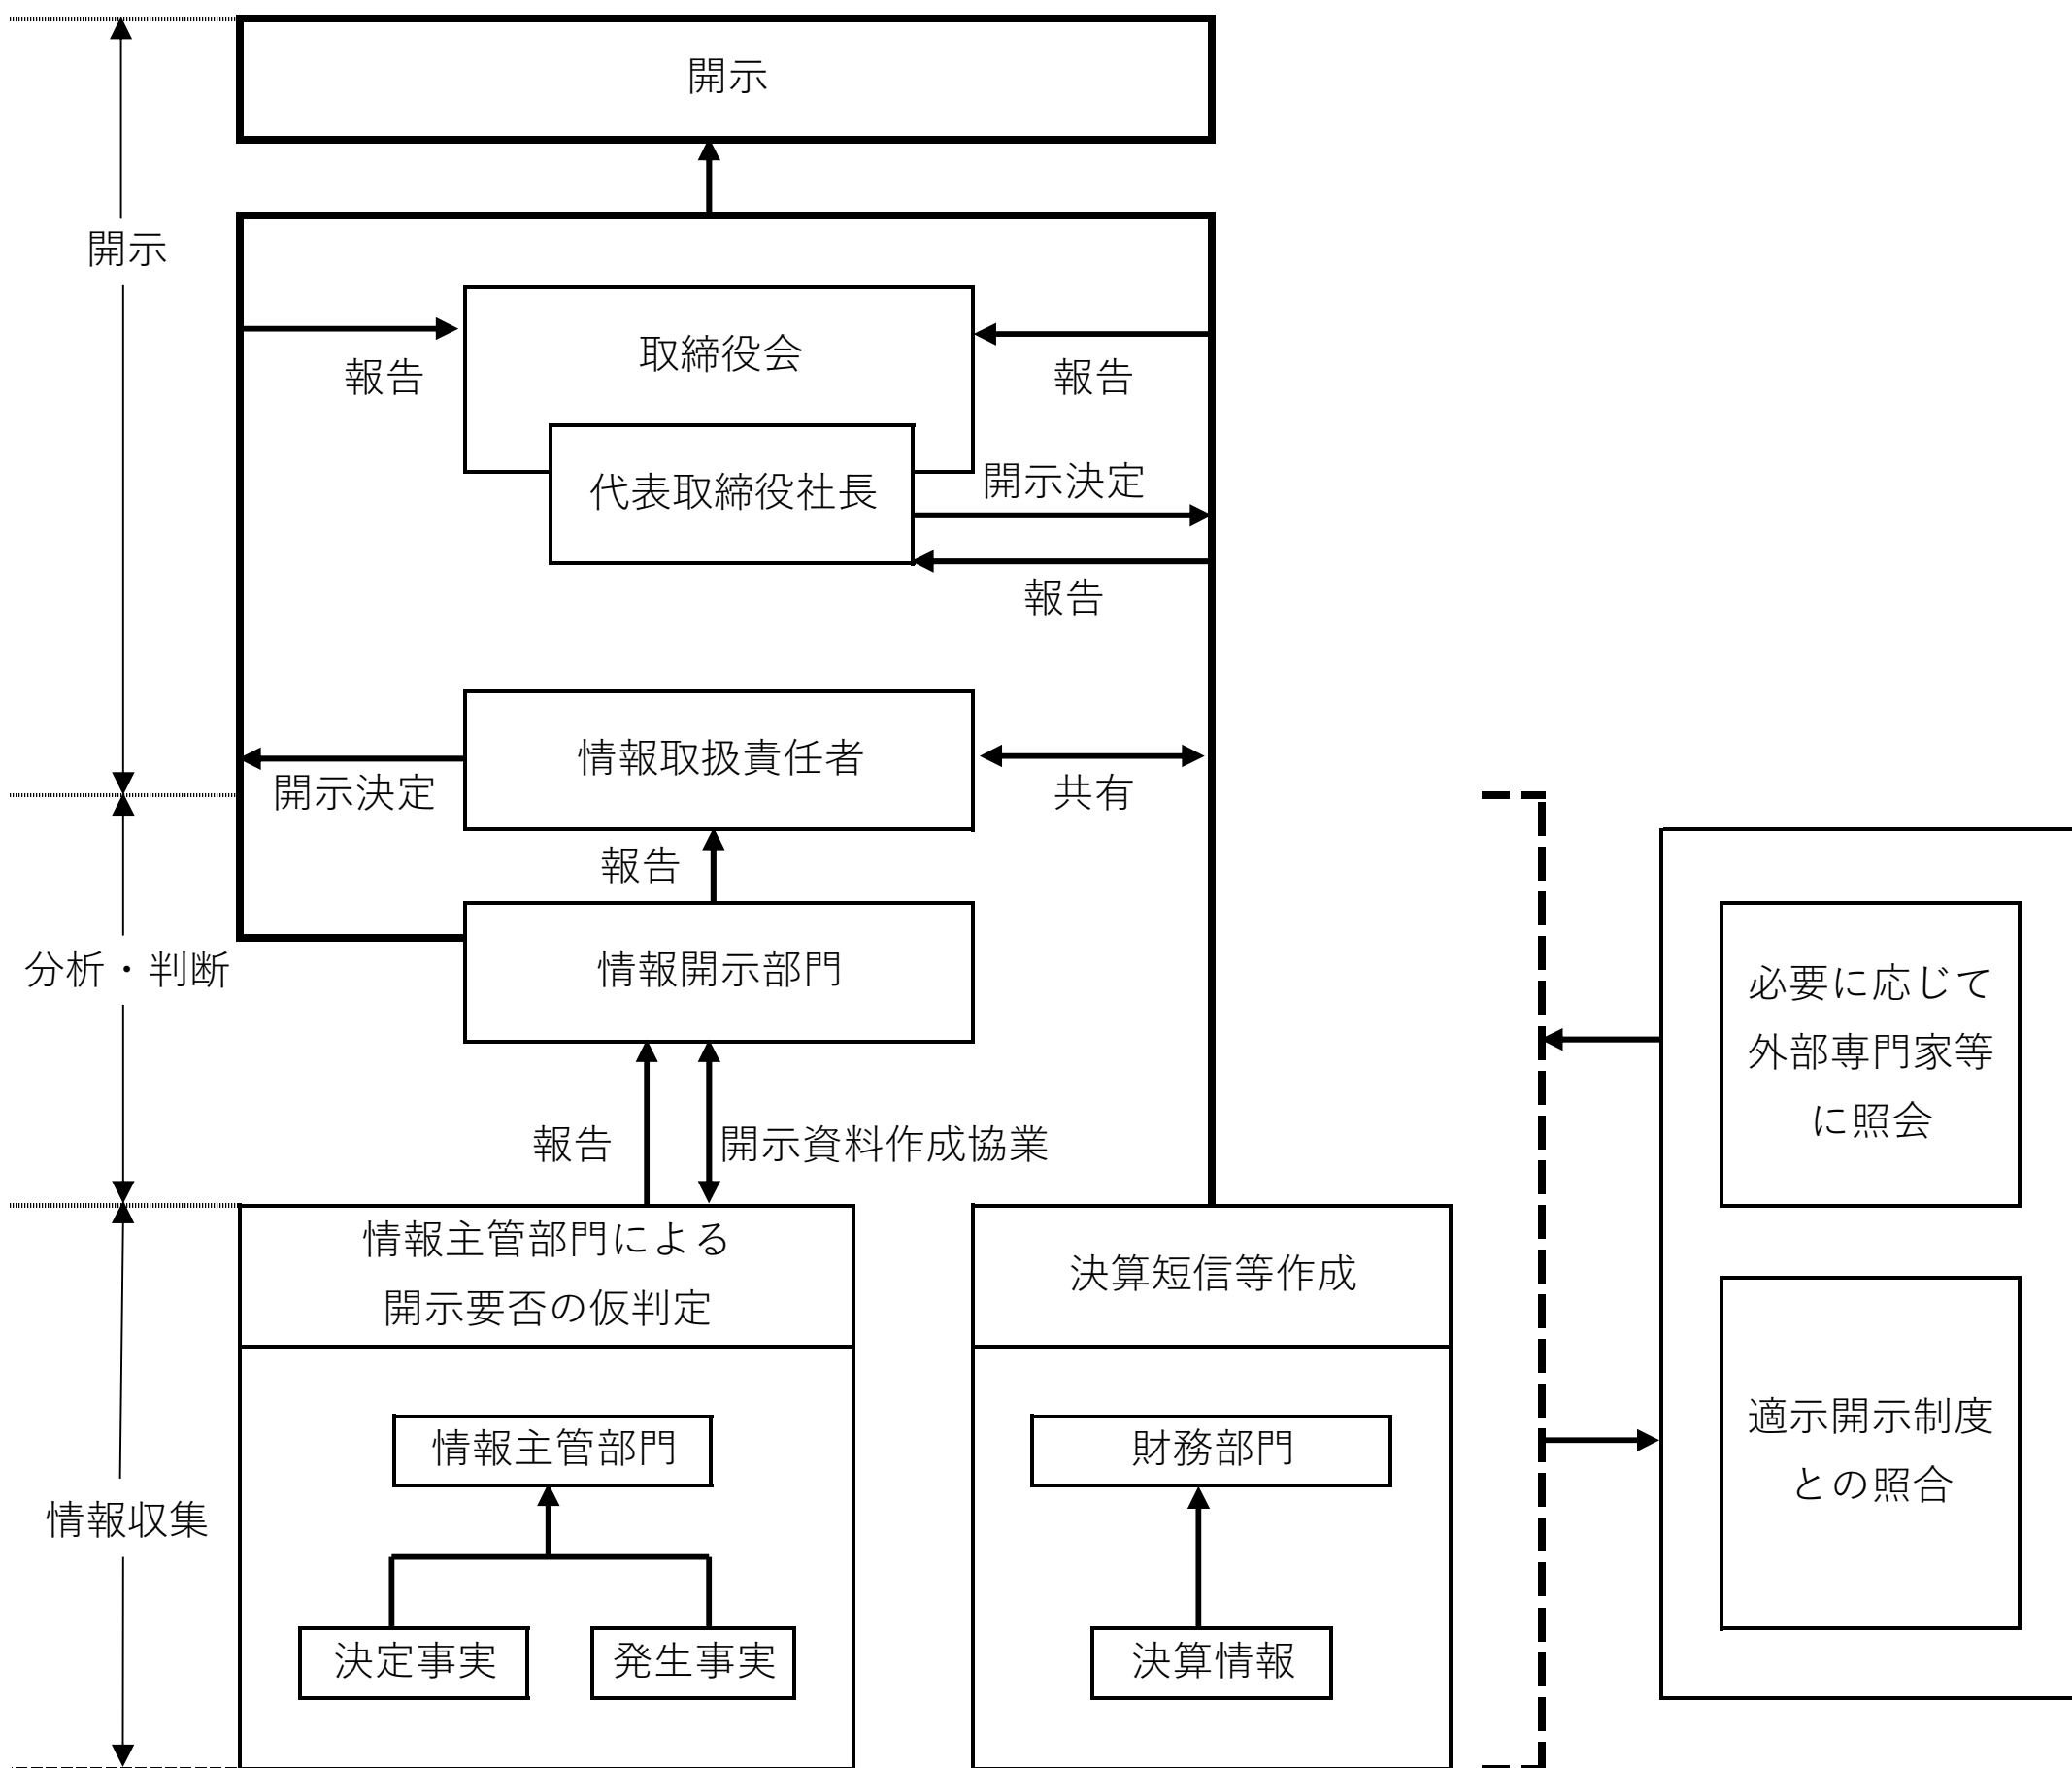 開示
開示
取締役会
報告
報告
代表取締役社長
開示決定
報告
情報取扱責任者
開示決定
共有
報告
情報開示部門
分析・判断
必要に応じて
外部専門家等
に照会
報告
開示資料作成協業
情報主管部門による
開示要否の仮判定
決算短信等作成
情報主管部門
財務部門
適示開示制度
との照合
情報収集
決定事実
発生事実
決算情報